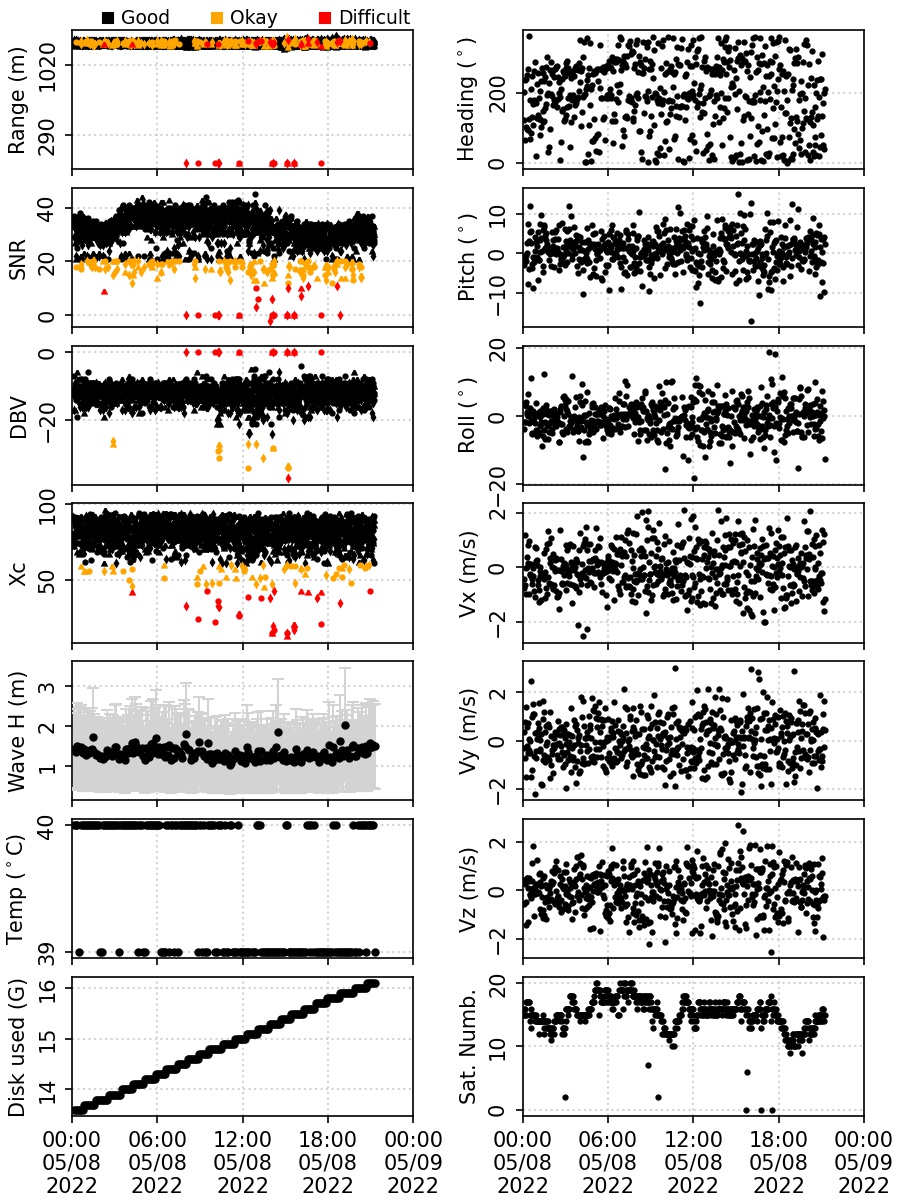 Good Okay Difficult
Range (m)
1020
290
Heading (°)
200
0
SNR
40
20
0
Pitch (°)
10
0
−10
DBV
0
−20
Roll (°)
20
0
−20
Xc
100
50
Vx (m/s)
2
0
−2
Wave H (m)
3
2
1
Vy (m/s)
2
0
−2
Temp (°C)
40
39
Vz (m/s)
2
0
−2
Disk used (G)
16
15
14
Sat. Numb.
20
10
0
00:00 06:00 12:00 18:00 00:00
05/08 05/08 05/08 05/08 05/09
2022 2022 2022 2022 2022
00:00 06:00 12:00 18:00 00:00
05/08 05/08 05/08 05/08 05/09
2022 2022 2022 2022 2022